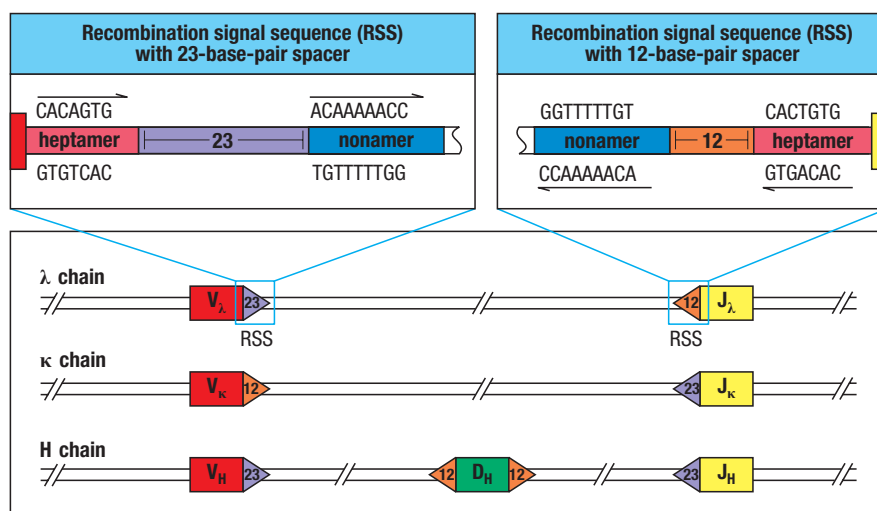 Recombination signal sequence (RSS)
with 23-base-pair spacer
CACAGTG
ACAAAAACC
heptamer
23
nonamer
GTGTCAC
TGTTTTTGG
Recombination signal sequence (RSS)
with 12-base-pair spacer
GGTTTTTGT
CACTGTG
nonamer
12
heptamer
CCAAAAACA
GTGACAC
λ chain
Vλ
23
12
Jλ
RSS
RSS
κ chain
Vκ
12
23
Jκ
H chain
VH
23
12
DH
12
23
JH